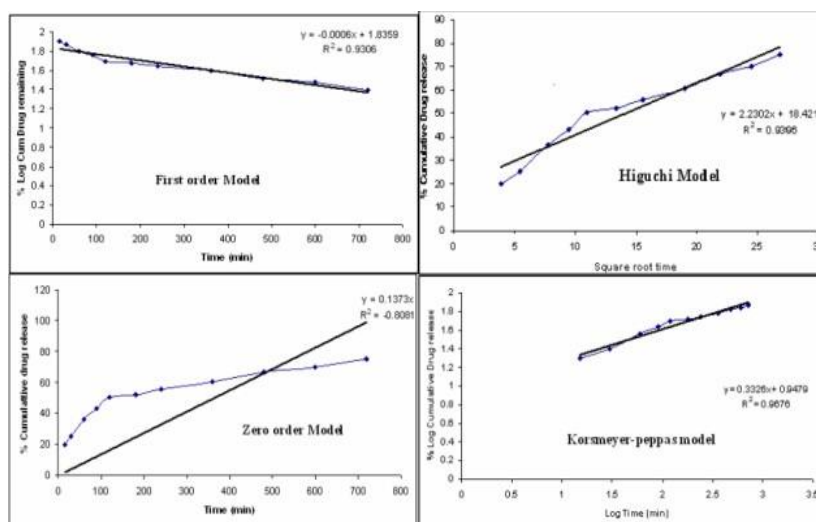 % Log Cum Drug remaining
2
1.8
1.6
1.4
1.2
1
0.8
0.6
0.4
0.2
0
y = -0.0006x + 1.8359
R² = 0.9306
First order Model
0 100 200 300 400 500 600 700 800
Time (min)
% Cumulative Drug release
90
80
70
60
50
40
30
20
10
0
y = 2.2302x + 18.421
R² = 0.9396
Higuchi Model
0 5 10 15 20 25
Square root time
% Cumulattive drug release
120
100
80
60
40
20
0
y = 0.1373x
R² = -0.8081
Zero order Model
0 100 200 300 400 500 600 700 800
Time (min)
% Log Cumulative Drug release
2
1.8
1.6
1.4
1.2
1
0.8
0.6
0.4
0.2
0
y = 0.3326x + 0.9479
R² = 0.9676
Korsmeyer-peppas model
0 0.5 1 1.5 2 2.5 3 3.5
Log Time (min)